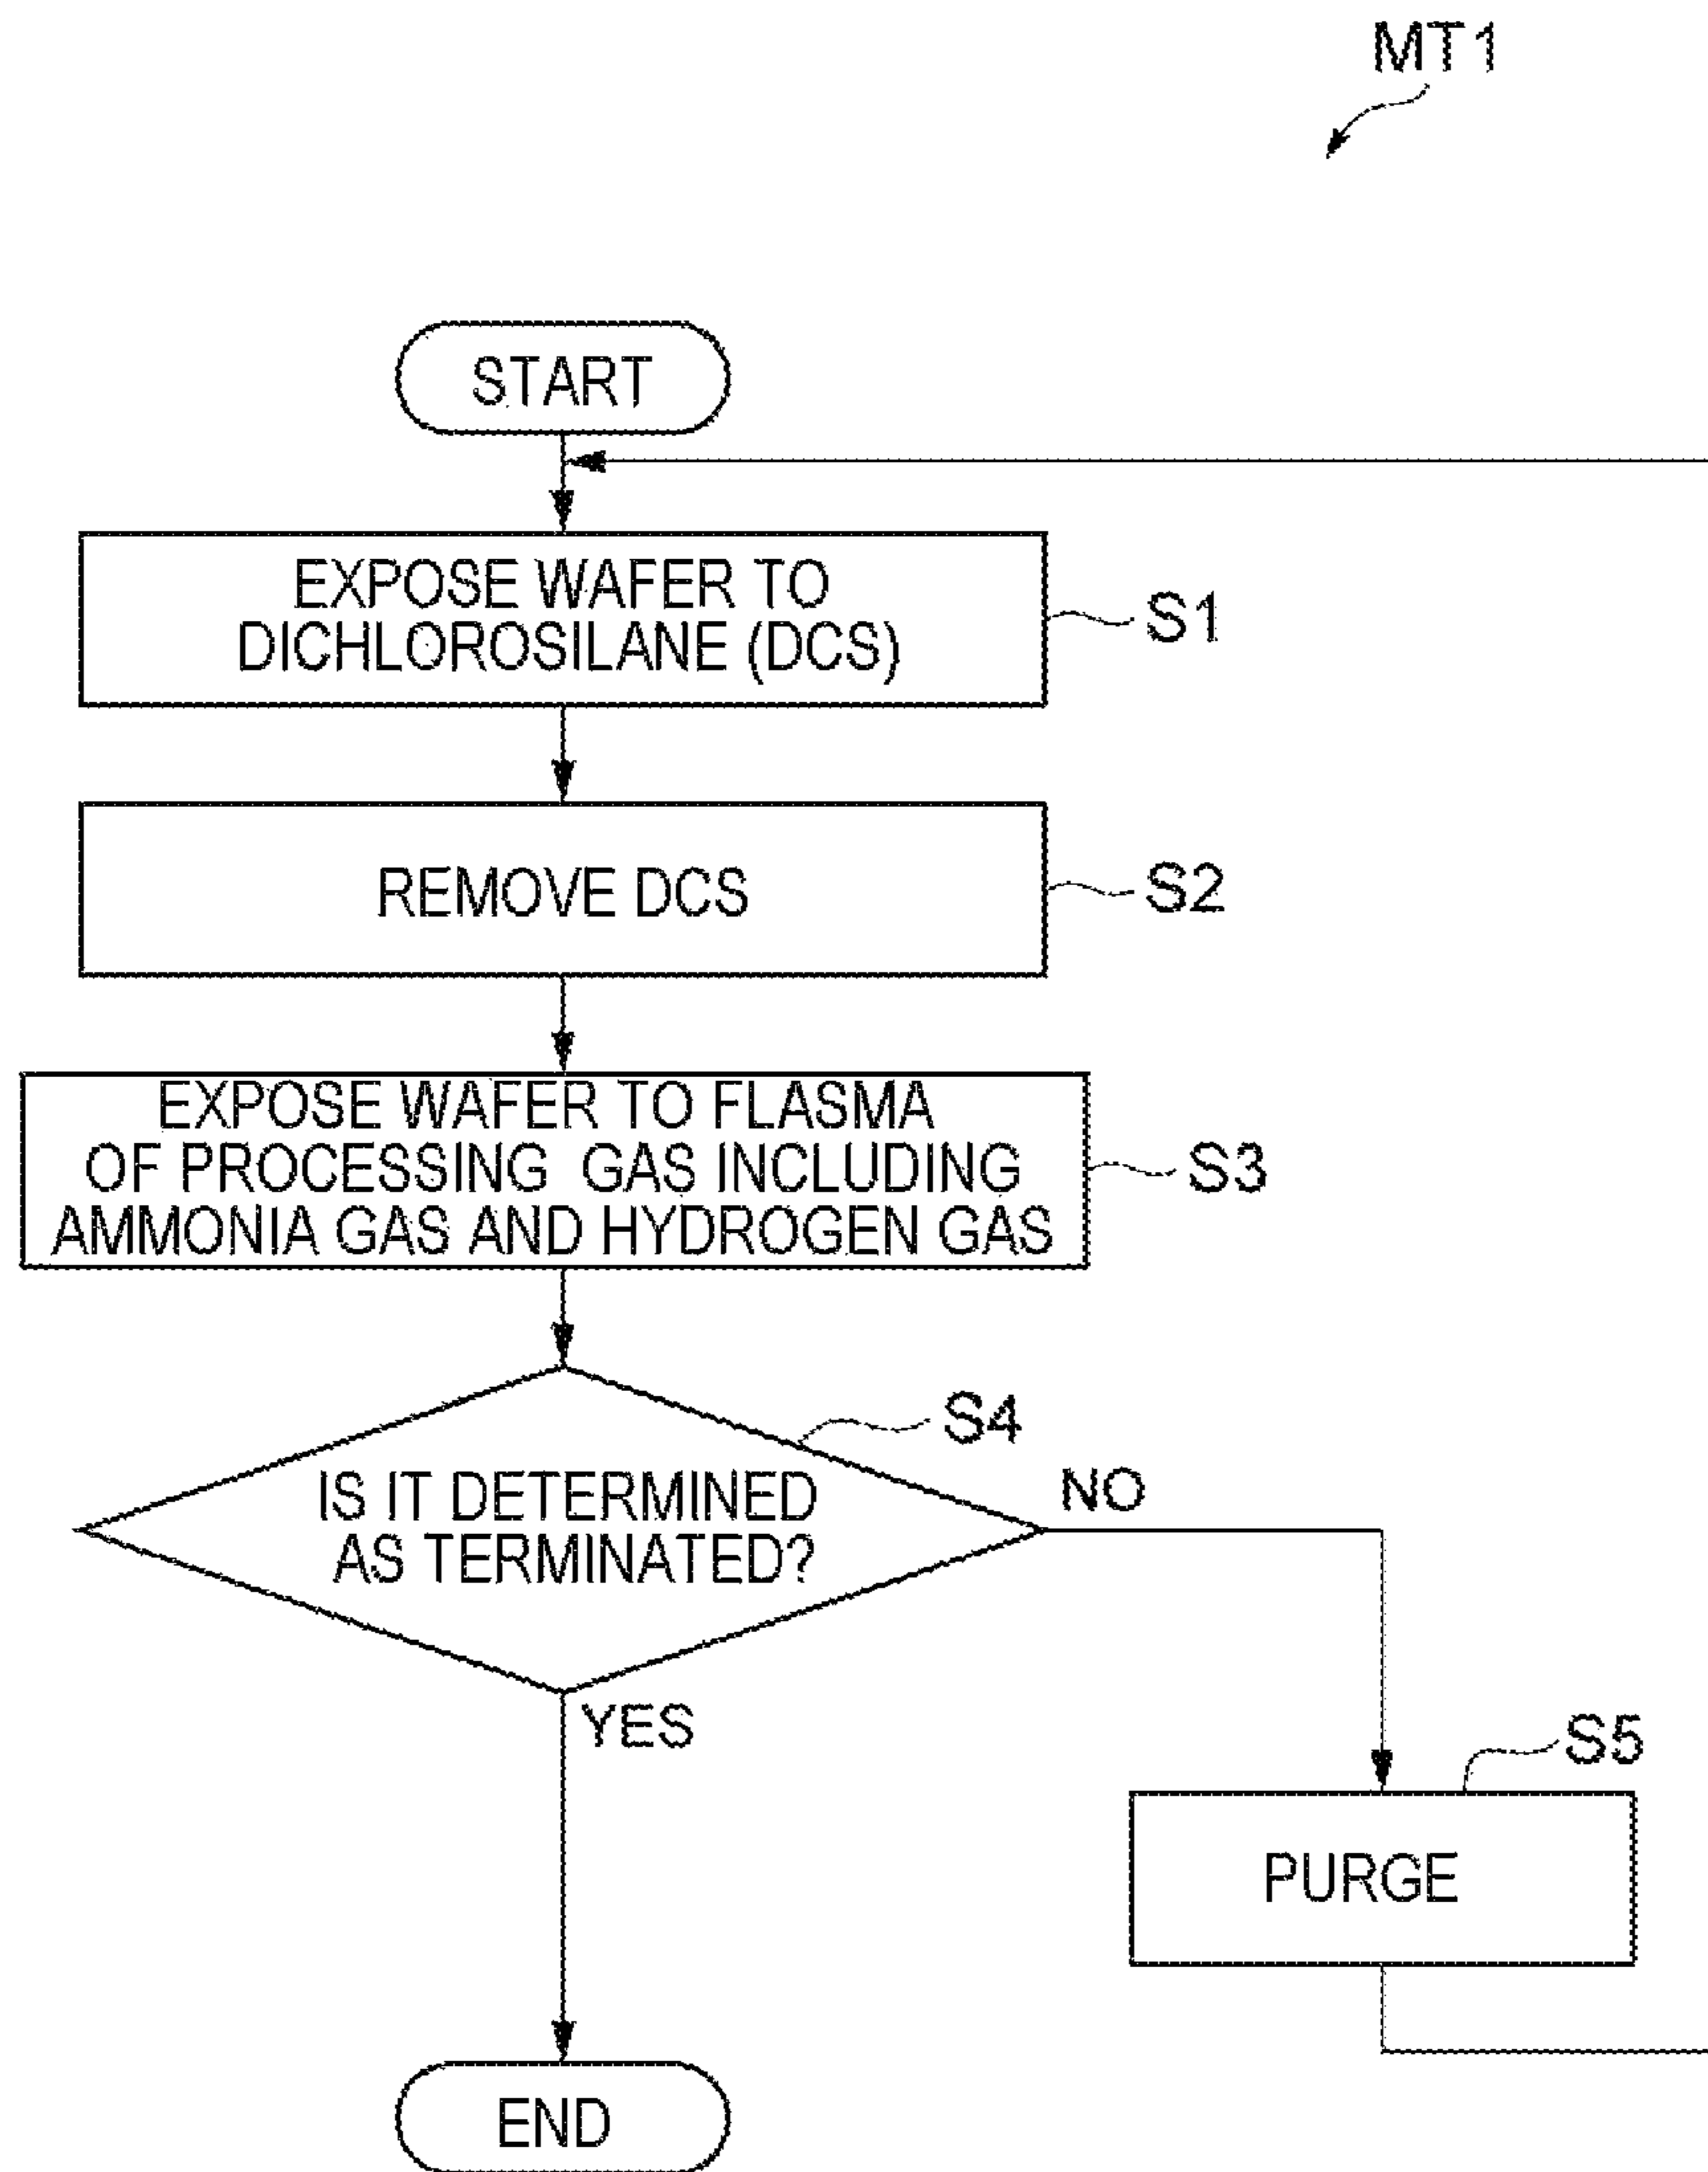 MT1
START
EXPOSE WAFER TO
DICHLOROSILANE (DCS)
S1
REMOVE DCS
S2
EXPOSE WAFER TO FLASMA
OF PROCESSING GAS INCLUDING
AMMONIA GAS AND HYDROGEN GAS
S3
S4
IS IT DETERMINED
AS TERMINATED?
NO
YES
S5
PURGE
END